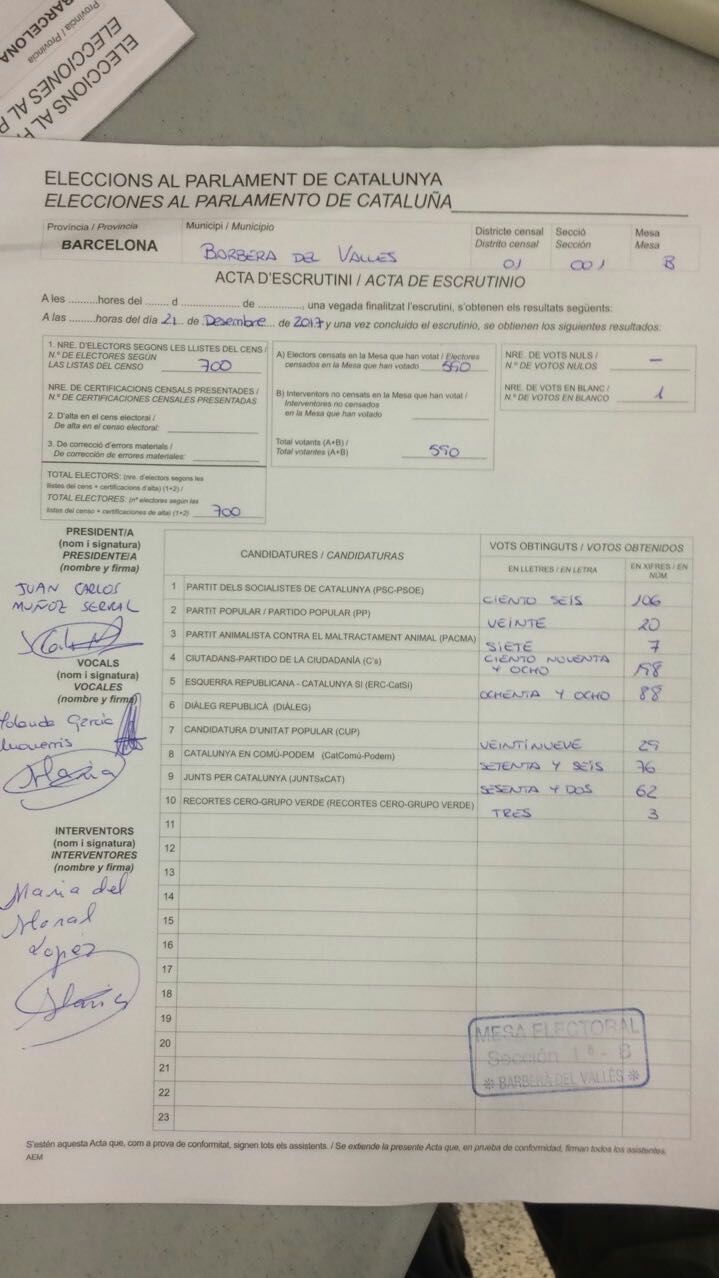 Província / Provincia
BARCELONA
ELECCIONS AL P
ELECCIONES AL P
ELECCIONS AL PARLAMENT DE CATALUNYA
ELECCIONES AL PARLAMENTO DE CATALUÑA
Província / Provincia
BARCELONA
Municipi / Municipio
BORBERA DEL VALLES
Districte censal
Distrito censal
01
Secció
Sección
001
Mesa
Mesa
B
ACTA D'ESCRUTINI / ACTA DE ESCRUTINIO
A les ..........hores del ........ d ........................ de ..............., una vegada finalitzat l'escrutini, s'obtenen els resultats següents:
A las .........horas del día 21 de Desembre de 2017 y una vez concluido el escrutinio, se obtienen los siguientes resultados:
1. NRE. D'ELECTORS SEGONS LES LLISTES DEL CENS /
N.º DE ELECTORES SEGÚN
LAS LISTAS DEL CENSO 700
NRE. DE CERTIFICACIONS CENSALS PRESENTADES /
N.º DE CERTIFICACIONES CENSALES PRESENTADAS
2. D'alta en el cens electoral /
De alta en el censo electoral:
3. De correcció d'errors materials /
De corrección de errores materiales:
TOTAL ELECTORS: (nre. d'electors segons les
llistes del cens + certificacions d'alta) (1+2) /
TOTAL ELECTORES: (nº electores según las
listas del censo + certificaciones de alta) (1+2) 700
A) Electors censats en la Mesa que han votat / Electores
censados en la Mesa que han votado 590
B) Interventors no censats en la Mesa que han votat /
Interventores no censados
en la Mesa que han votado
Total votants (A+B) /
Total votantes (A+B) 590
NRE. DE VOTS NULS /
N.º DE VOTOS NULOS –
NRE. DE VOTS EN BLANC /
N.º DE VOTOS EN BLANCO 1
PRESIDENT/A
(nom i signatura)
PRESIDENTE/A
(nombre y firma)
JUAN CARLOS
MUÑOZ SERRAL
VOCALS
(nom i signatura)
VOCALES
(nombre y firma)
Yolanda Garcia
Maria
INTERVENTORS
(nom i signatura)
INTERVENTORES
(nombre y firma)
Maria del
Moral
Lopez
Maria
CANDIDATURES / CANDIDATURAS
VOTS OBTINGUTS / VOTOS OBTENIDOS
EN LLETRES / EN LETRA
EN XIFRES / EN
NÚM.
1 PARTIT DELS SOCIALISTES DE CATALUNYA (PSC-PSOE) CIENTO SEIS 106
2 PARTIT POPULAR / PARTIDO POPULAR (PP) VEINTE 20
3 PARTIT ANIMALISTA CONTRA EL MALTRACTAMENT ANIMAL (PACMA) SIETE 7
4 CIUTADANS-PARTIDO DE LA CIUDADANÍA (C's) CIENTO NOVENTA
Y OCHO 198
5 ESQUERRA REPUBLICANA - CATALUNYA SI (ERC-CatSI) OCHENTA Y OCHO 88
6 DIÀLEG REPUBLICÀ (DIÀLEG)
7 CANDIDATURA D'UNITAT POPULAR (CUP) VEINTINUEVE 29
8 CATALUNYA EN COMÚ-PODEM (CatComú-Podem) SETENTA Y SEIS 76
9 JUNTS PER CATALUNYA (JUNTSxCAT) SESENTA Y DOS 62
10 RECORTES CERO-GRUPO VERDE (RECORTES CERO-GRUPO VERDE) TRES 3
11
12
13
14
15
16
17
18
19
20
21
22
23
MESA ELECTORAL
Sección 1ª - B
* BARBERÀ DEL VALLÈS *
S'estén aquesta Acta que, com a prova de conformitat, signen tots els assistents. / Se extiende la presente Acta que, en prueba de conformidad, firman todos los asistentes.
AEM